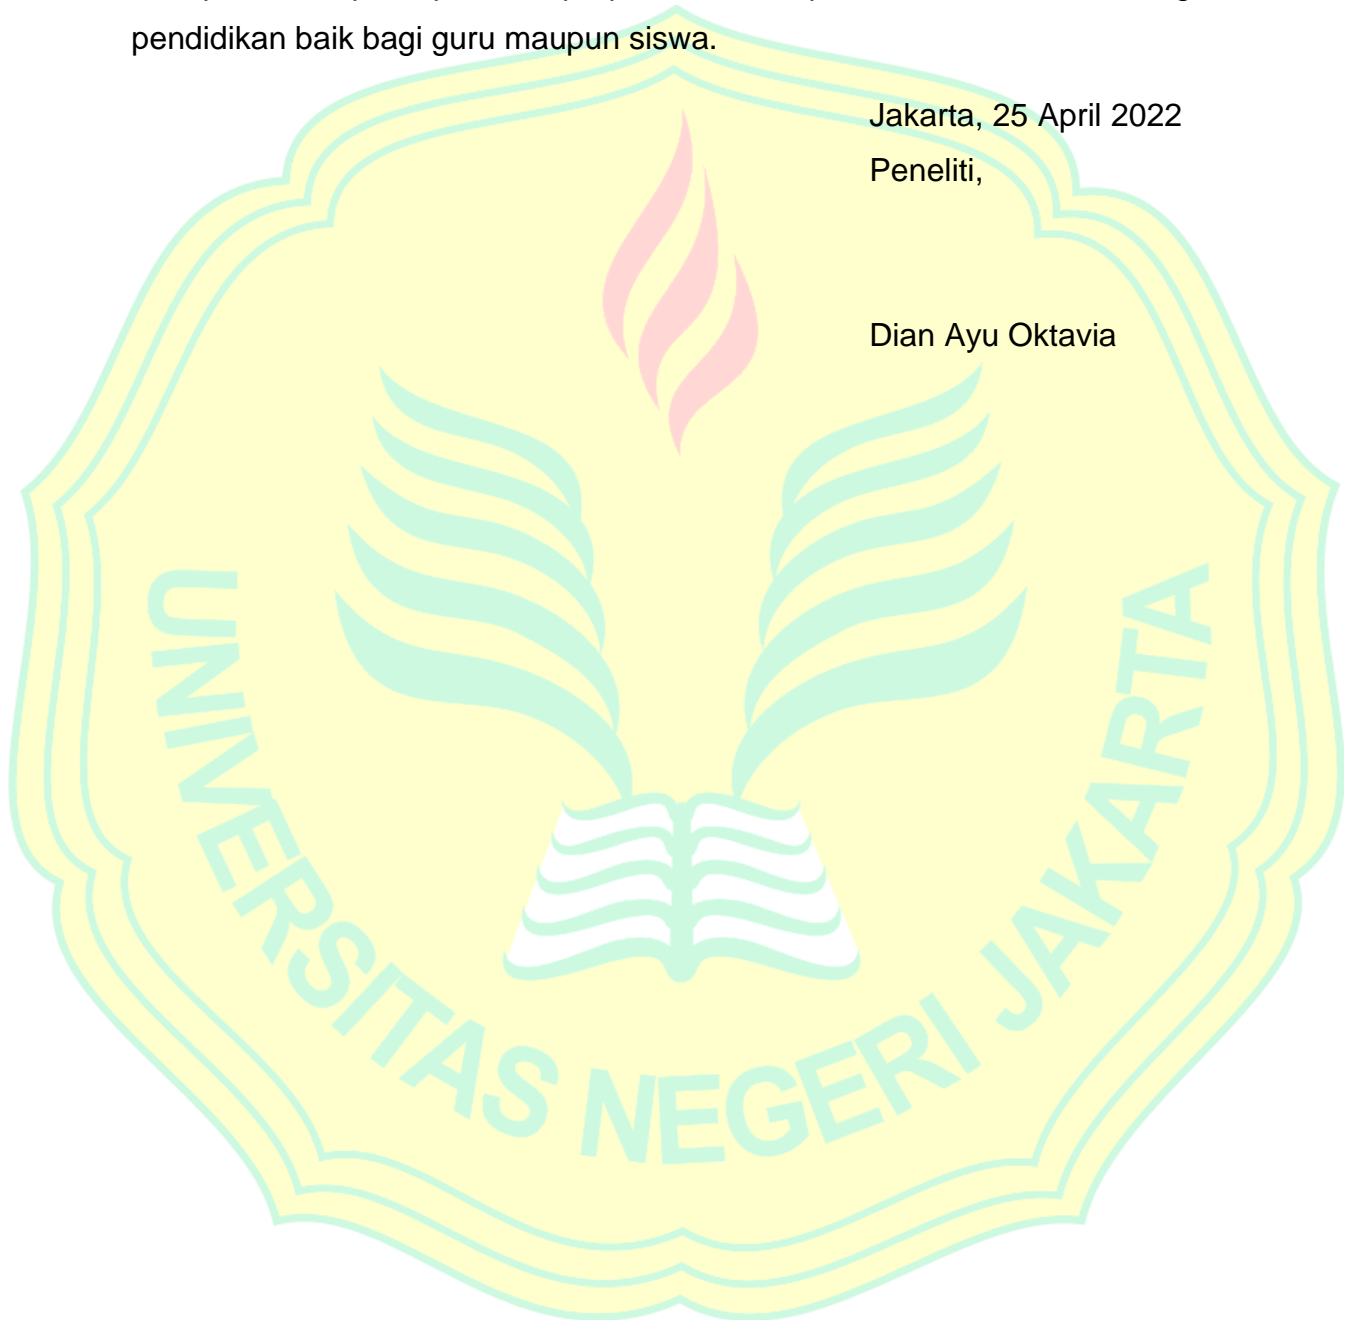 pendidikan baik bagi guru maupun siswa.
Jakarta, 25 April 2022
Peneliti,
Dian Ayu Oktavia
UNIVERSITAS NEGERI JAKARTA